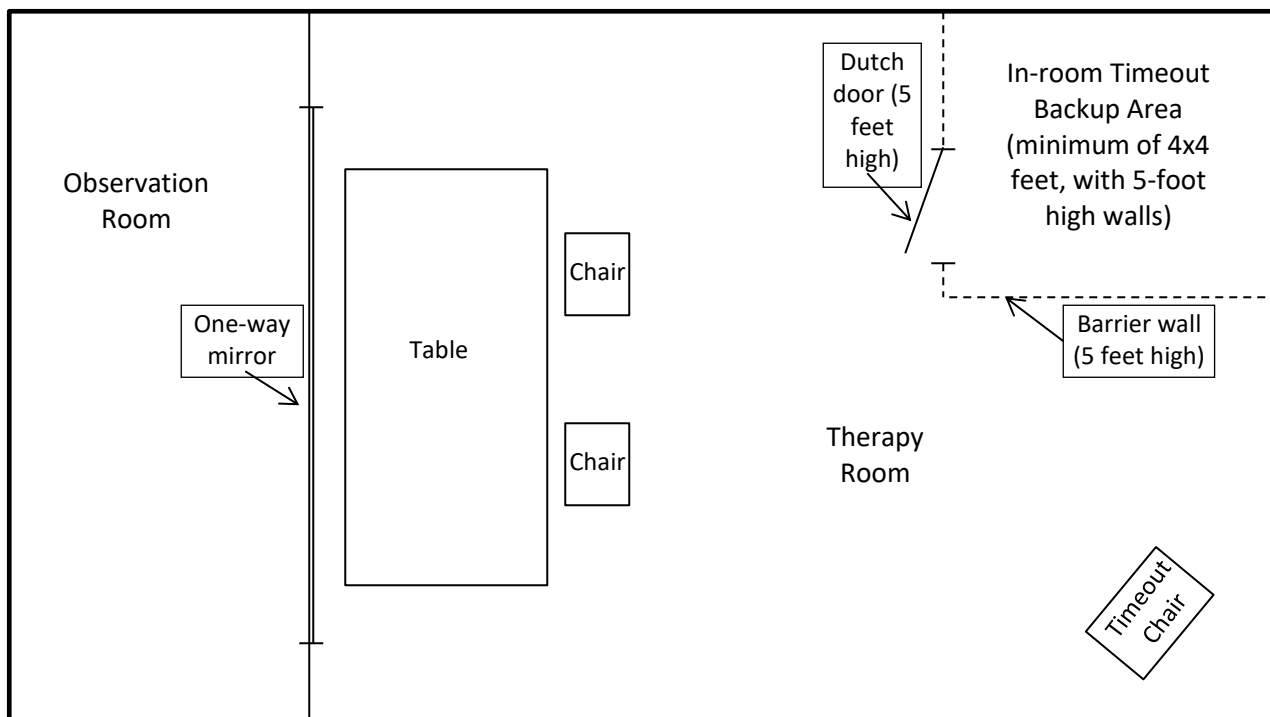 Observation
Room
One-way
mirror
Table
Chair
Chair
Dutch
door (5
feet
high)
In-room Timeout
Backup Area
(minimum of 4x4
feet, with 5-foot
high walls)
Barrier wall
(5 feet high)
Therapy
Room
Timeout
Chair